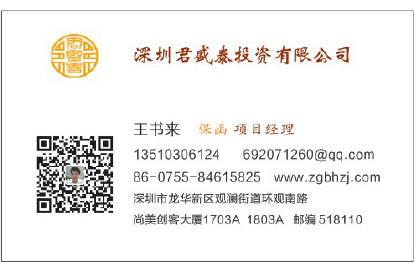 深圳君盛泰投资有限公司
王书来 保函 项目经理
13510306124 692071260@qq.com
86-0755-84615825 www.zgbhzj.com
深圳市龙华新区观澜街道环观南路
尚美创客大厦1703A 1803A 邮编 518110